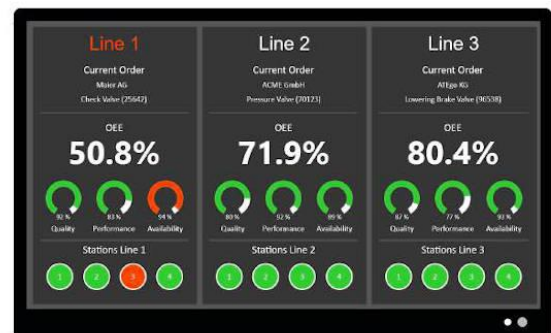 Line 1
Current Order
Maier AG
Check Valve (25642)
OEE
50.8%
92 %
83 %
94 %
Quality
Performance
Availability
Stations Line 1
1
2
3
4
Line 2
Current Order
ACME GmbH
Pressure Valve (70123)
OEE
71.9%
80 %
92 %
99 %
Quality
Performance
Availability
Stations Line 2
1
2
3
4
Line 3
Current Order
ATEgo KG
Lowering Brake Valve (96538)
OEE
80.4%
87 %
77 %
Quality
Performance
Availability
Stations Line 3
1
2
3
4